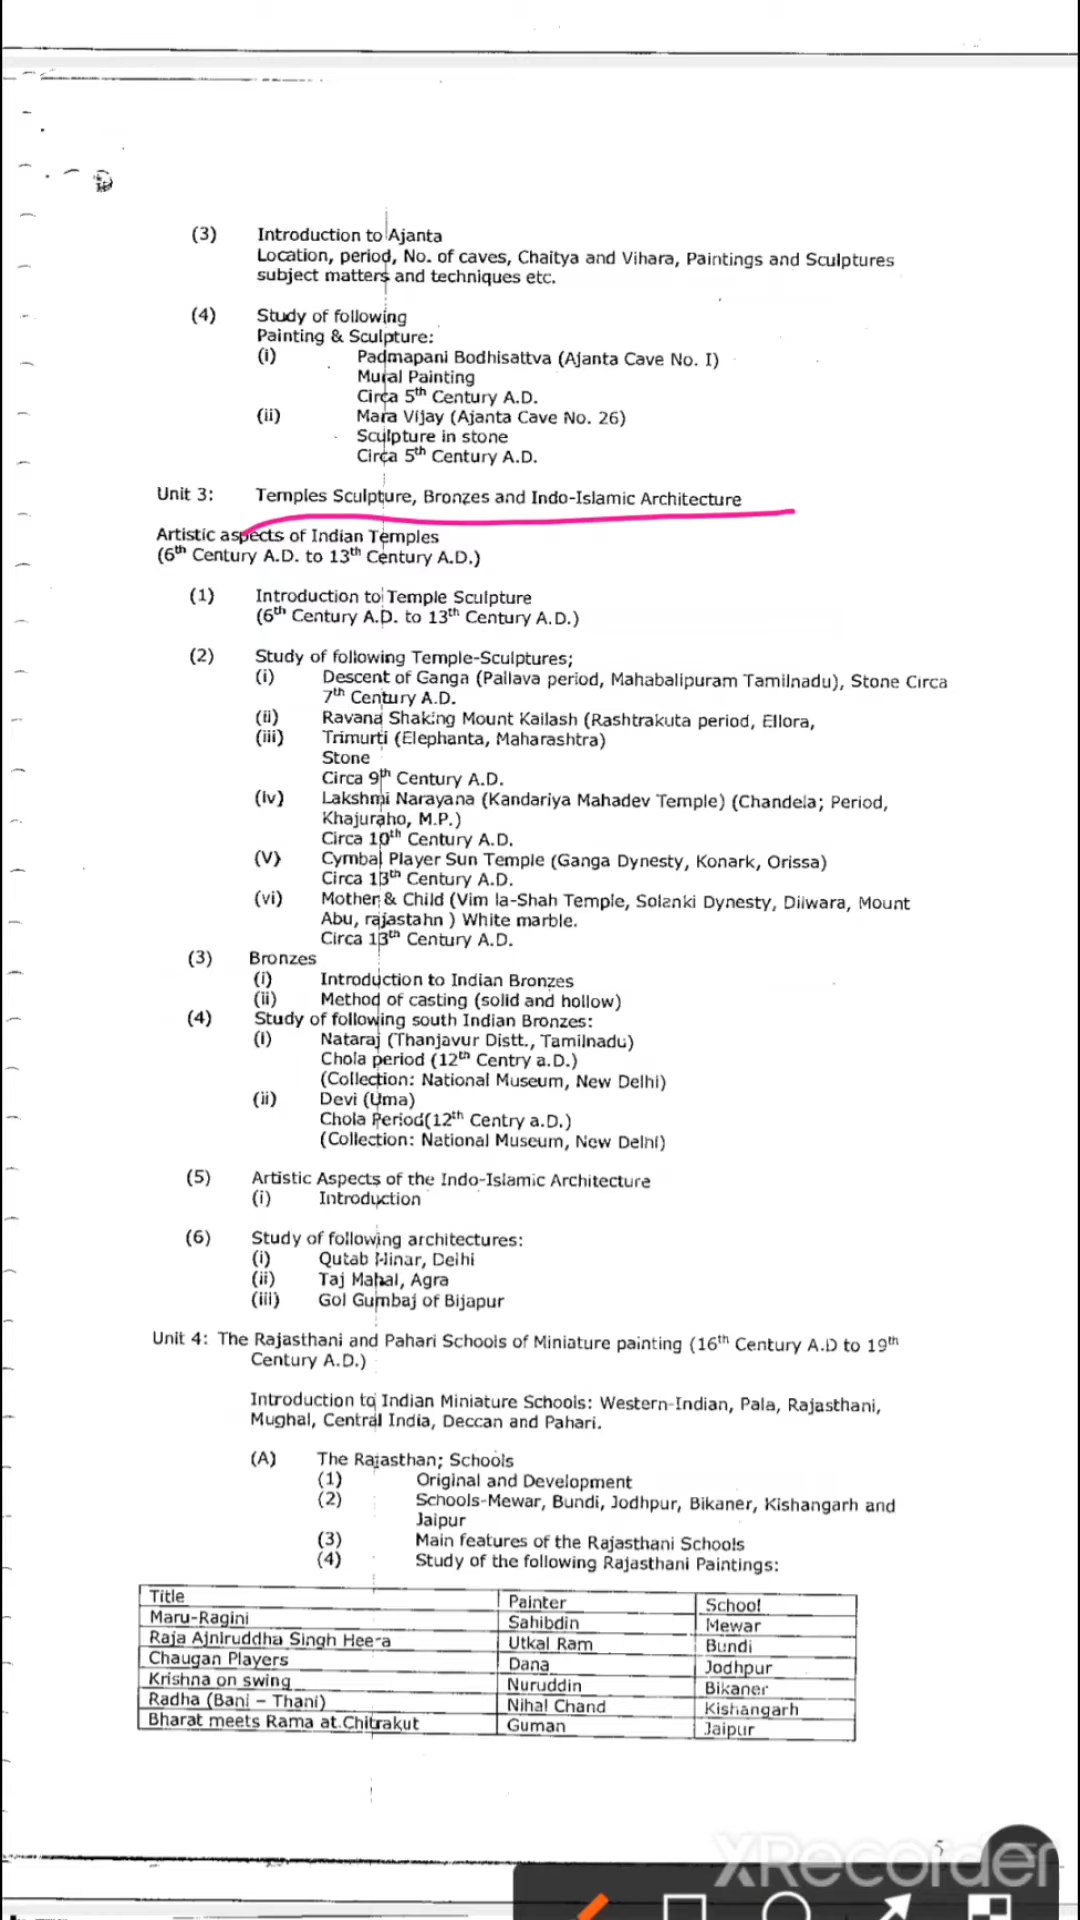 (3) Introduction to Ajanta
Location, period, No. of caves, Chaitya and Vihara, Paintings and Sculptures
subject matters and techniques etc.
(4) Study of following
Painting & Sculpture:
(i) Padmapani Bodhisattva (Ajanta Cave No. I)
Mural Painting
Circa 5th Century A.D.
(ii) Mara Vijay (Ajanta Cave No. 26)
Sculpture in stone
Circa 5th Century A.D.
Unit 3: Temples Sculpture, Bronzes and Indo-Islamic Architecture
Artistic aspects of Indian Temples
(6th Century A.D. to 13th Century A.D.)
(1) Introduction to Temple Sculpture
(6th Century A.D. to 13th Century A.D.)
(2) Study of following Temple-Sculptures;
(i) Descent of Ganga (Pallava period, Mahabalipuram Tamilnadu), Stone Circa
7th Century A.D.
(ii) Ravana Shaking Mount Kailash (Rashtrakuta period, Ellora,
(iii) Trimurti (Elephanta, Maharashtra)
Stone
Circa 9th Century A.D.
(iv) Lakshmi Narayana (Kandariya Mahadev Temple) (Chandela; Period,
Khajuraho, M.P.)
Circa 10th Century A.D.
(V) Cymbal Player Sun Temple (Ganga Dynesty, Konark, Orissa)
Circa 13th Century A.D.
(vi) Mother & Child (Vim la-Shah Temple, Solanki Dynesty, Dilwara, Mount
Abu, rajastahn ) White marble.
Circa 13th Century A.D.
(3) Bronzes
(i) Introduction to Indian Bronzes
(ii) Method of casting (solid and hollow)
(4) Study of following south Indian Bronzes:
(i) Nataraj (Thanjavur Distt., Tamilnadu)
Chola period (12th Centry a.D.)
(Collection: National Museum, New Delhi)
(ii) Devi (Uma)
Chola Period(12th Centry a.D.)
(Collection: National Museum, New Delhi)
(5) Artistic Aspects of the Indo-Islamic Architecture
(i) Introduction
(6) Study of following architectures:
(i) Qutab Minar, Delhi
(ii) Taj Mahal, Agra
(iii) Gol Gumbaj of Bijapur
Unit 4: The Rajasthani and Pahari Schools of Miniature painting (16th Century A.D to 19th
Century A.D.)
Introduction to Indian Miniature Schools: Western-Indian, Pala, Rajasthani,
Mughal, Central India, Deccan and Pahari.
(A) The Rajasthan; Schools
(1) Original and Development
(2) Schools-Mewar, Bundi, Jodhpur, Bikaner, Kishangarh and
Jaipur
(3) Main features of the Rajasthani Schools
(4) Study of the following Rajasthani Paintings:
Title Painter School
Maru-Ragini Sahibdin Mewar
Raja Ajniruddha Singh Heera Utkal Ram Bundi
Chaugan Players Dana Jodhpur
Krishna on swing Nuruddin Bikaner
Radha (Bani - Thani) Nihal Chand Kishangarh
Bharat meets Rama at.Chitrakut Guman Jaipur
5
XRecorder